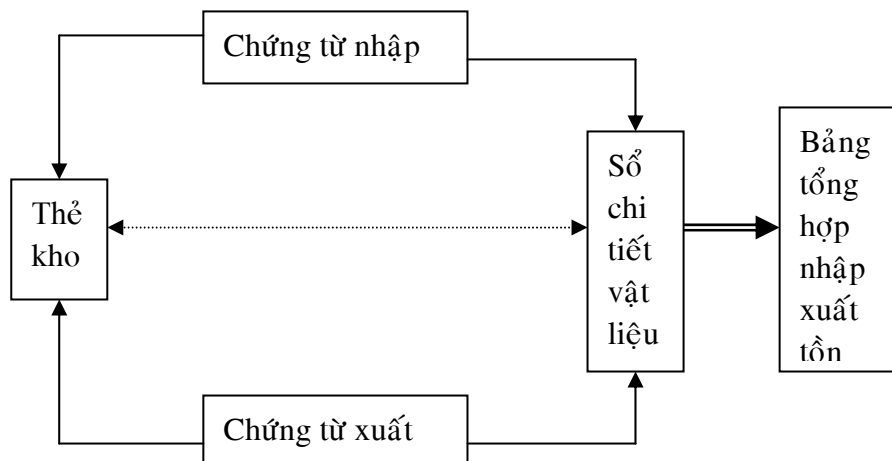 Chứng từ nhập
Thẻ
kho
Sổ
chi
tiết
vật
liệu
Bảng
tổng
hợp
nhập
xuất
tồn
Chứng từ xuất